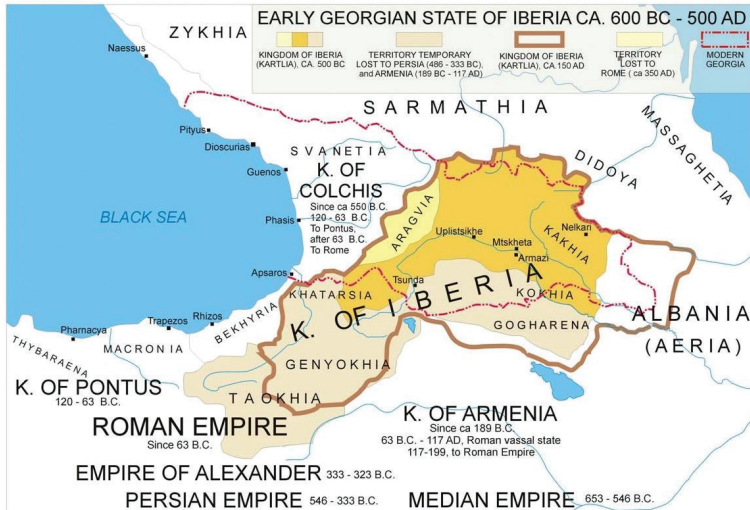 EARLY GEORGIAN STATE OF IBERIA CA. 600 BC - 500 AD
KINGDOM OF IBERIA
(KARTLIA), CA. 500 BC
TERRITORY TEMPORARY
LOST TO PERSIA (486 - 333 BC.),
and ARMENIA (189 BC - 117 AD)
KINGDOM OF IBERIA
(KARTLIA), CA.150 AD
TERRITORY
LOST TO
ROME ( ca 350 AD)
MODERN
GEORGIA
ZYKHIA
Naessus
SARMATHIA
MASSAGHETIA
Pityus
Dioscurias
SVANETIA
DIDOYA
Guenos
K. OF
COLCHIS
Since ca 550 B.C.
120 - 63 B.C.
To Pontus,
after 63 B.C.
To Rome
BLACK SEA
Phasis
ARAGVIA
Uplistsikhe
Nelkari
Mtskheta
Armazi
KAKHIA
Apsaros
Tsunda
KHATARSIA
KOKHIA
K. OF IBERIA
ALBANIA
(AERIA)
GOGHARENA
Pharnacya
Trapezos
Rhizos
BEKHYRIA
THYBARAENA
MACRONIA
GENYOKHIA
TAOKHIA
K. OF PONTUS
120 - 63 B.C.
ROMAN EMPIRE
Since 63 B.C.
K. OF ARMENIA
Since ca 189 B.C.
63 B.C. - 117 AD, Roman vassal state
117-199, to Roman Empire
EMPIRE OF ALEXANDER 333 - 323 B.C.
PERSIAN EMPIRE 546 - 333 B.C.
MEDIAN EMPIRE 653 - 546 B.C.